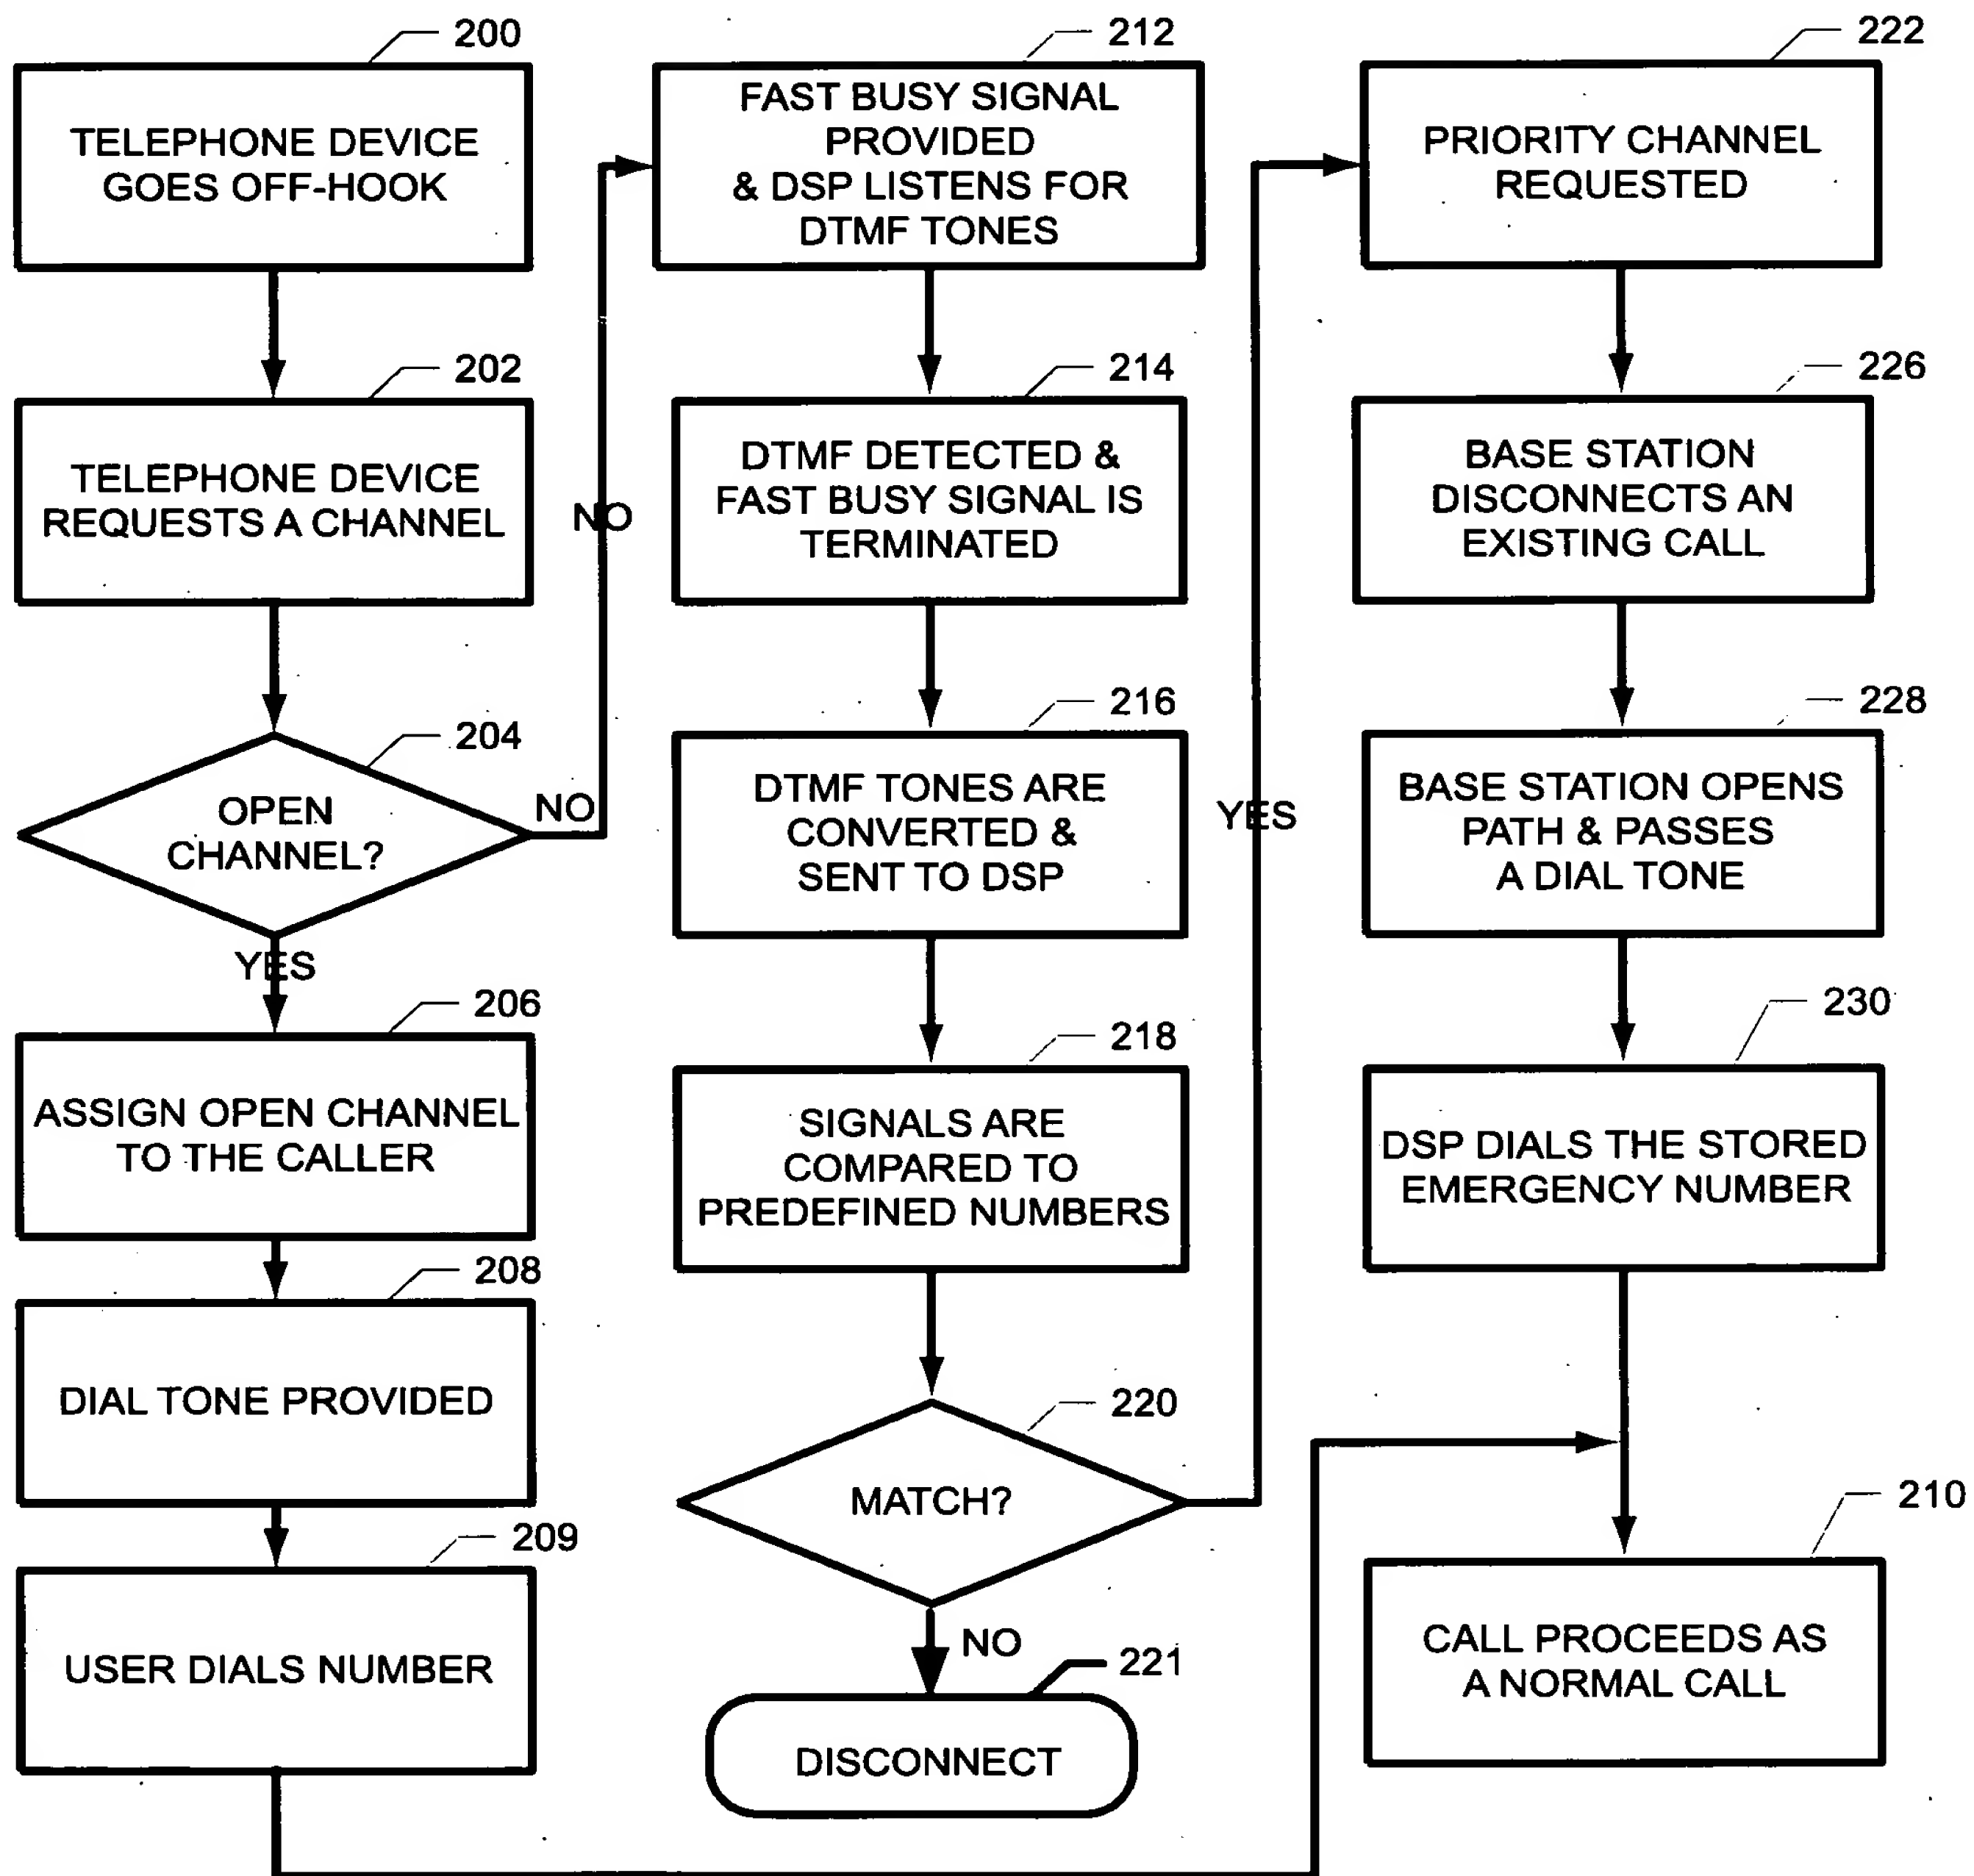 200
TELEPHONE DEVICE
GOES OFF-HOOK
202
TELEPHONE DEVICE
REQUESTS A CHANNEL
204
OPEN
CHANNEL?
NO
NO
YES
206
ASSIGN OPEN CHANNEL
TO THE CALLER
208
DIAL TONE PROVIDED
209
USER DIALS NUMBER
212
FAST BUSY SIGNAL
PROVIDED
& DSP LISTENS FOR
DTMF TONES
214
DTMF DETECTED &
FAST BUSY SIGNAL IS
TERMINATED
216
DTMF TONES ARE
CONVERTED &
SENT TO DSP
218
SIGNALS ARE
COMPARED TO
PREDEFINED NUMBERS
220
MATCH?
NO
221
DISCONNECT
YES
222
PRIORITY CHANNEL
REQUESTED
226
BASE STATION
DISCONNECTS AN
EXISTING CALL
228
BASE STATION OPENS
PATH & PASSES
A DIAL TONE
230
DSP DIALS THE STORED
EMERGENCY NUMBER
210
CALL PROCEEDS AS
A NORMAL CALL